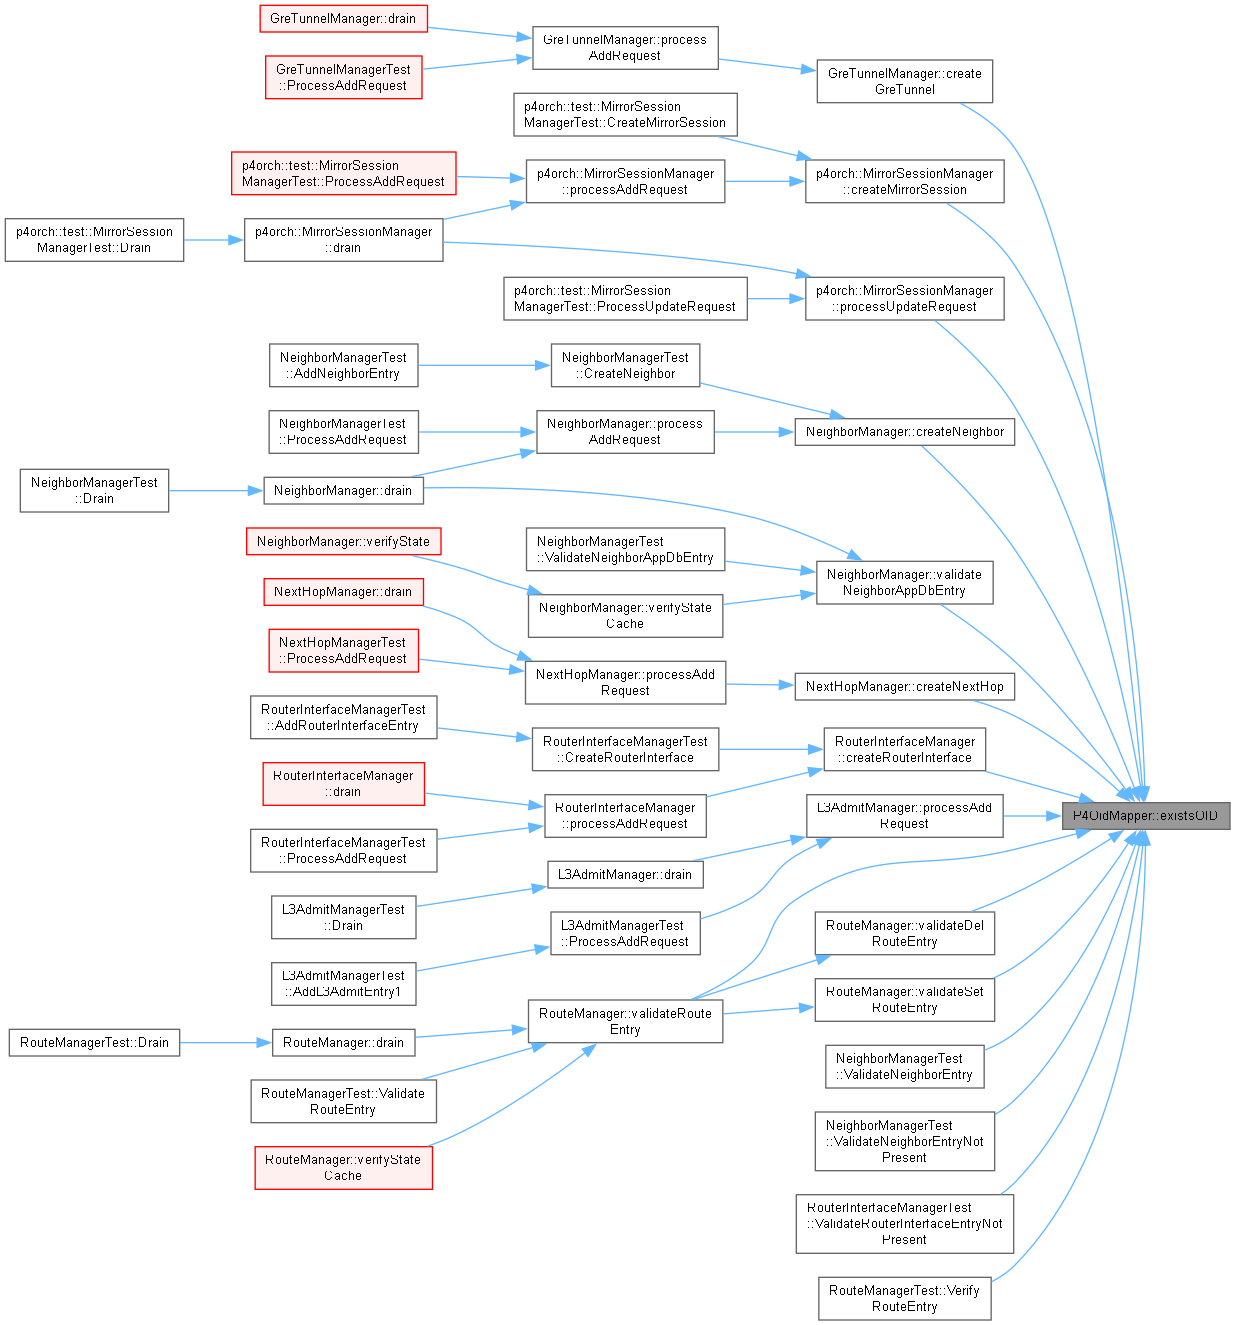 GreTunnelManager::drain
GreTunnelManager::process
AddRequest
GreTunnelManagerTest
::ProcessAddRequest
GreTunnelManager::create
GreTunnel
p4orch::test::MirrorSession
ManagerTest::CreateMirrorSession
p4orch::test::MirrorSession
ManagerTest::ProcessAddRequest
p4orch::MirrorSessionManager
::processAddRequest
p4orch::MirrorSessionManager
::createMirrorSession
p4orch::test::MirrorSession
ManagerTest::Drain
p4orch::MirrorSessionManager
::drain
p4orch::test::MirrorSession
ManagerTest::ProcessUpdateRequest
p4orch::MirrorSessionManager
::processUpdateRequest
NeighborManagerTest
::AddNeighborEntry
NeighborManagerTest
::CreateNeighbor
NeighborManagerTest
::ProcessAddRequest
NeighborManager::process
AddRequest
NeighborManager::createNeighbor
NeighborManagerTest
::Drain
NeighborManager::drain
NeighborManager::verifyState
NeighborManagerTest
::ValidateNeighborAppDbEntry
NeighborManager::validate
NeighborAppDbEntry
NextHopManager::drain
NeighborManager::verifyState
Cache
NextHopManagerTest
::ProcessAddRequest
NextHopManager::processAdd
Request
NextHopManager::createNextHop
RouterInterfaceManagerTest
::AddRouterInterfaceEntry
RouterInterfaceManagerTest
::CreateRouterInterface
RouterInterfaceManager
::createRouterInterface
RouterInterfaceManager
::drain
RouterInterfaceManager
::processAddRequest
L3AdmitManager::processAdd
Request
P4OidMapper::existsOID
RouterInterfaceManagerTest
::ProcessAddRequest
L3AdmitManager::drain
L3AdmitManagerTest
::Drain
L3AdmitManagerTest
::ProcessAddRequest
RouteManager::validateDel
RouteEntry
L3AdmitManagerTest
::AddL3AdmitEntry1
RouteManager::validateSet
RouteEntry
RouteManager::validateRoute
Entry
RouteManagerTest::Drain
RouteManager::drain
NeighborManagerTest
::ValidateNeighborEntry
RouteManagerTest::Validate
RouteEntry
NeighborManagerTest
::ValidateNeighborEntryNot
Present
RouteManager::verifyState
Cache
RouterInterfaceManagerTest
::ValidateRouterInterfaceEntryNot
Present
RouteManagerTest::Verify
RouteEntry